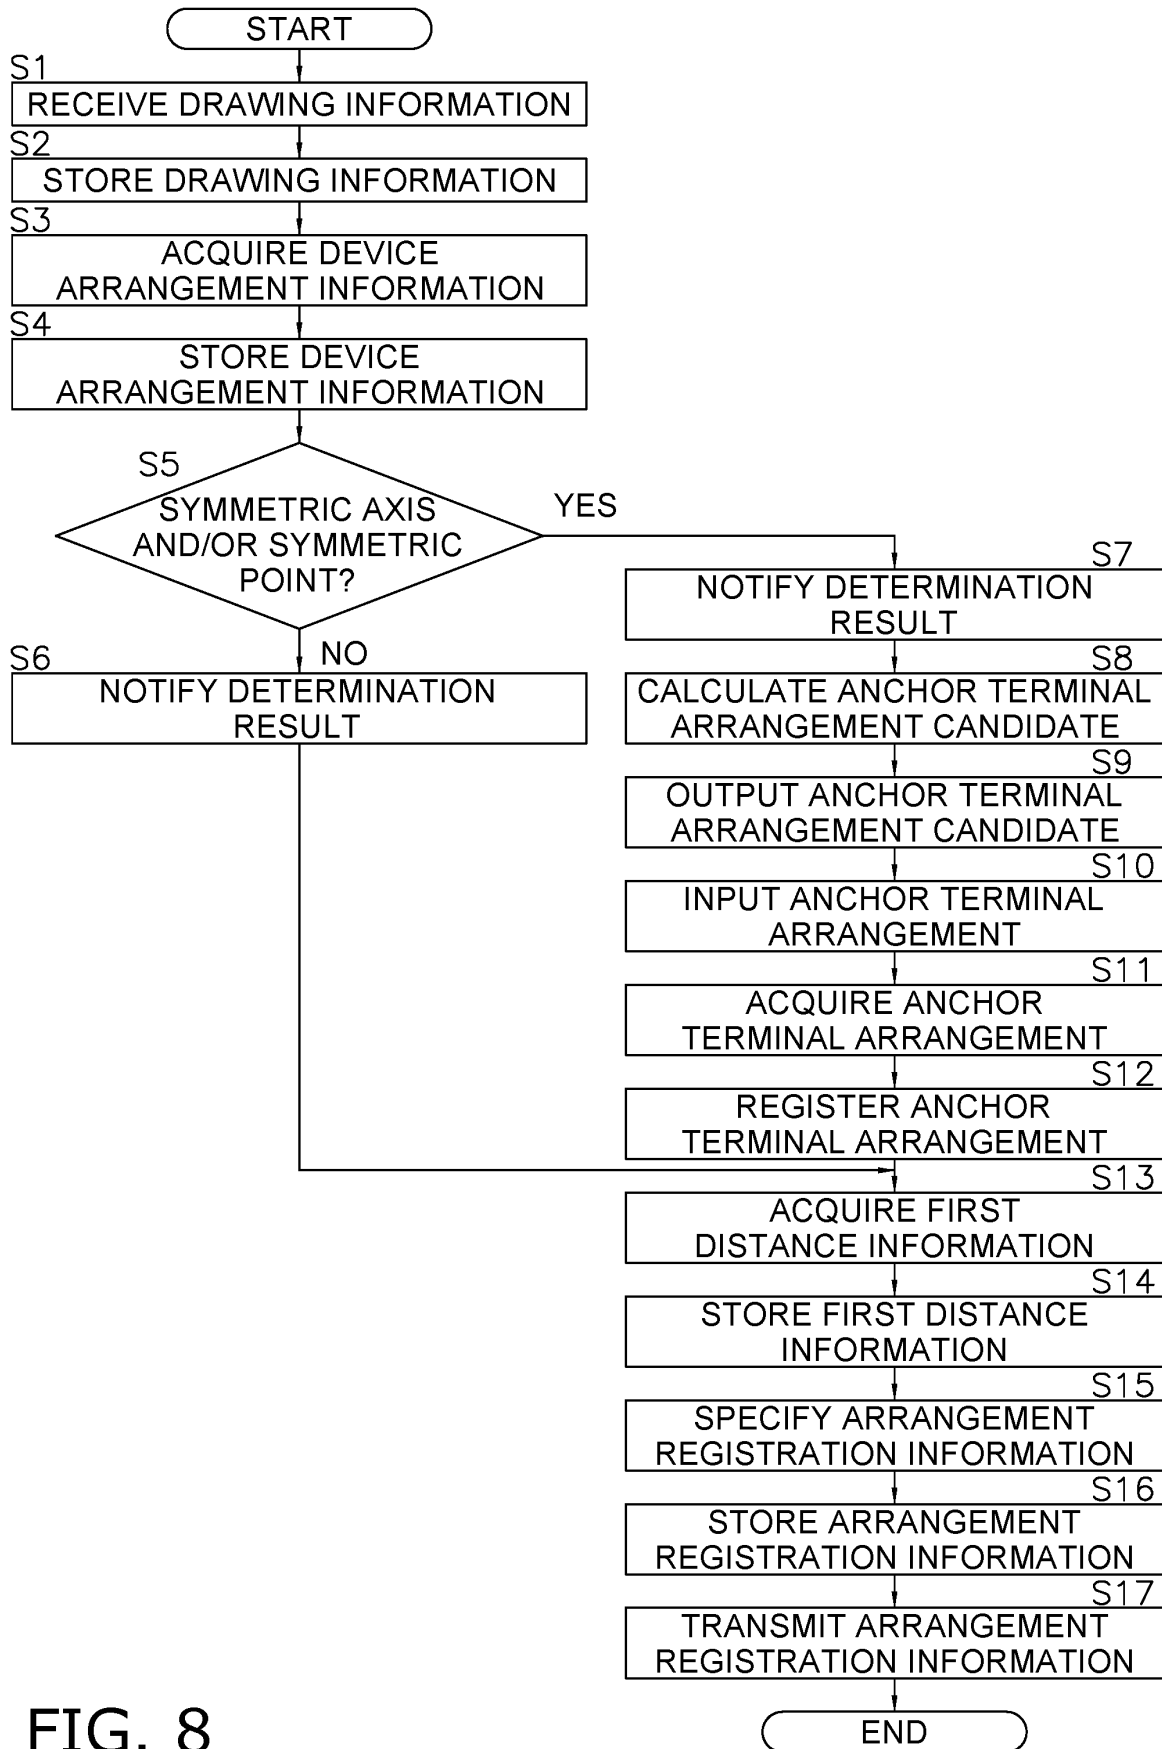 START
S1
RECEIVE DRAWING INFORMATION
S2
STORE DRAWING INFORMATION
S3
ACQUIRE DEVICE
ARRANGEMENT INFORMATION
S4
STORE DEVICE
ARRANGEMENT INFORMATION
S5
SYMMETRIC AXIS
AND/OR SYMMETRIC
POINT?
YES
NO
S6
NOTIFY DETERMINATION
RESULT
S7
NOTIFY DETERMINATION
RESULT
S8
CALCULATE ANCHOR TERMINAL
ARRANGEMENT CANDIDATE
S9
OUTPUT ANCHOR TERMINAL
ARRANGEMENT CANDIDATE
S10
INPUT ANCHOR TERMINAL
ARRANGEMENT
S11
ACQUIRE ANCHOR
TERMINAL ARRANGEMENT
S12
REGISTER ANCHOR
TERMINAL ARRANGEMENT
S13
ACQUIRE FIRST
DISTANCE INFORMATION
S14
STORE FIRST DISTANCE
INFORMATION
S15
SPECIFY ARRANGEMENT
REGISTRATION INFORMATION
S16
STORE ARRANGEMENT
REGISTRATION INFORMATION
S17
TRANSMIT ARRANGEMENT
REGISTRATION INFORMATION
END
FIG. 8